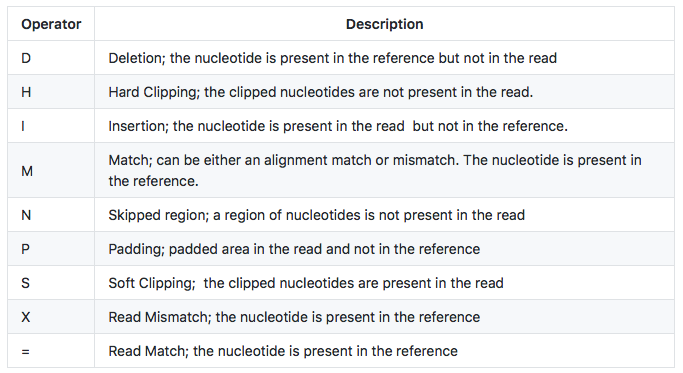 Operator Description
D Deletion; the nucleotide is present in the reference but not in the read
H Hard Clipping; the clipped nucleotides are not present in the read.
I Insertion; the nucleotide is present in the read but not in the reference.
M Match; can be either an alignment match or mismatch. The nucleotide is present in
the reference.
N Skipped region; a region of nucleotides is not present in the read
P Padding; padded area in the read and not in the reference
S Soft Clipping; the clipped nucleotides are present in the read
X Read Mismatch; the nucleotide is present in the reference
= Read Match; the nucleotide is present in the reference